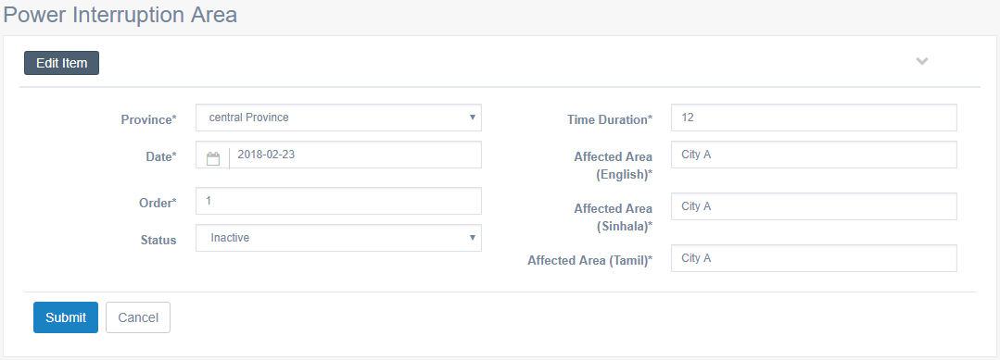 Power Interruption Area
Edit Item
Province*
central Province
Date*
2018-02-23
Order*
1
Status
Inactive
Time Duration*
12
Affected Area
(English)*
City A
Affected Area
(Sinhala)*
City A
Affected Area (Tamil)*
City A
Submit
Cancel